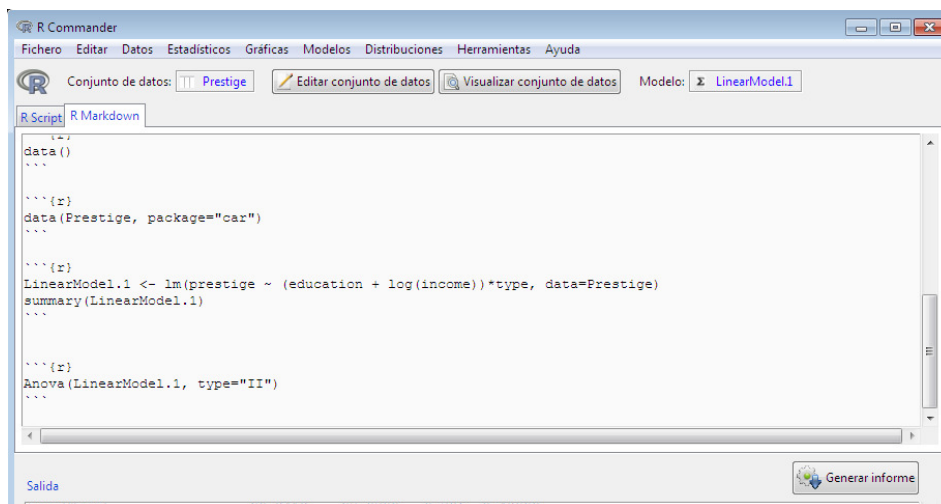 R Commander
Fichero Editar Datos Estadísticos Gráficas Modelos Distribuciones Herramientas Ayuda
R Conjunto de datos: Prestige Editar conjunto de datos Visualizar conjunto de datos Modelo: Σ LinearModel.1
R Script R Markdown
data()
```
```{r}
data(Prestige, package="car")
```
```{r}
LinearModel.1 <- lm(prestige ~ (education + log(income))*type, data=Prestige)
summary(LinearModel.1)
```
```{r}
Anova(LinearModel.1, type="II")
```
Salida Generar informe